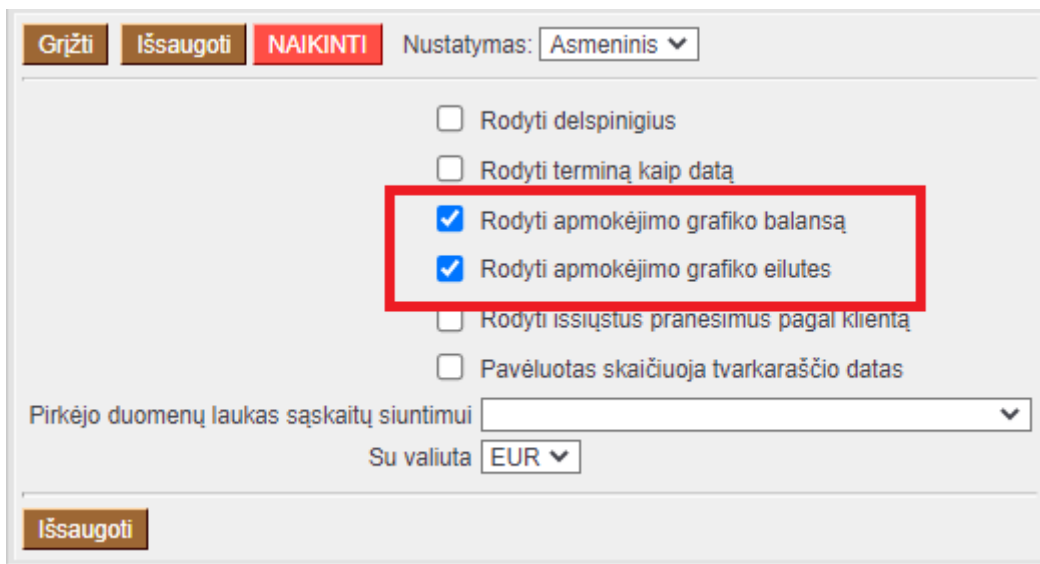 Grįžti Išsaugoti NAIKINTI Nustatymas: Asmeninis
Rodyti delspinigius
Rodyti terminą kaip datą
Rodyti apmokėjimo grafiko balansą
Rodyti apmokėjimo grafiko eilutes
Rodyti išsiųstus pranešimus pagal klientą
Pavėluotas skaičiuoja tvarkaraščio datas
Pirkėjo duomenų laukas sąskaitų siuntimui
Su valiuta EUR
Išsaugoti